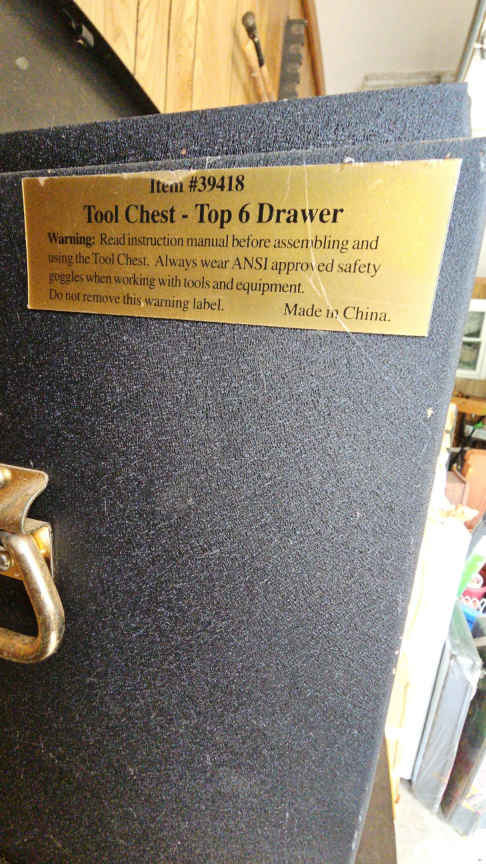 Item #39418
Tool Chest - Top 6 Drawer
Warning: Read instruction manual before assembling and
using the Tool Chest. Always wear ANSI approved safety
goggles when working with tools and equipment.
Do not remove this warning label. Made in China.